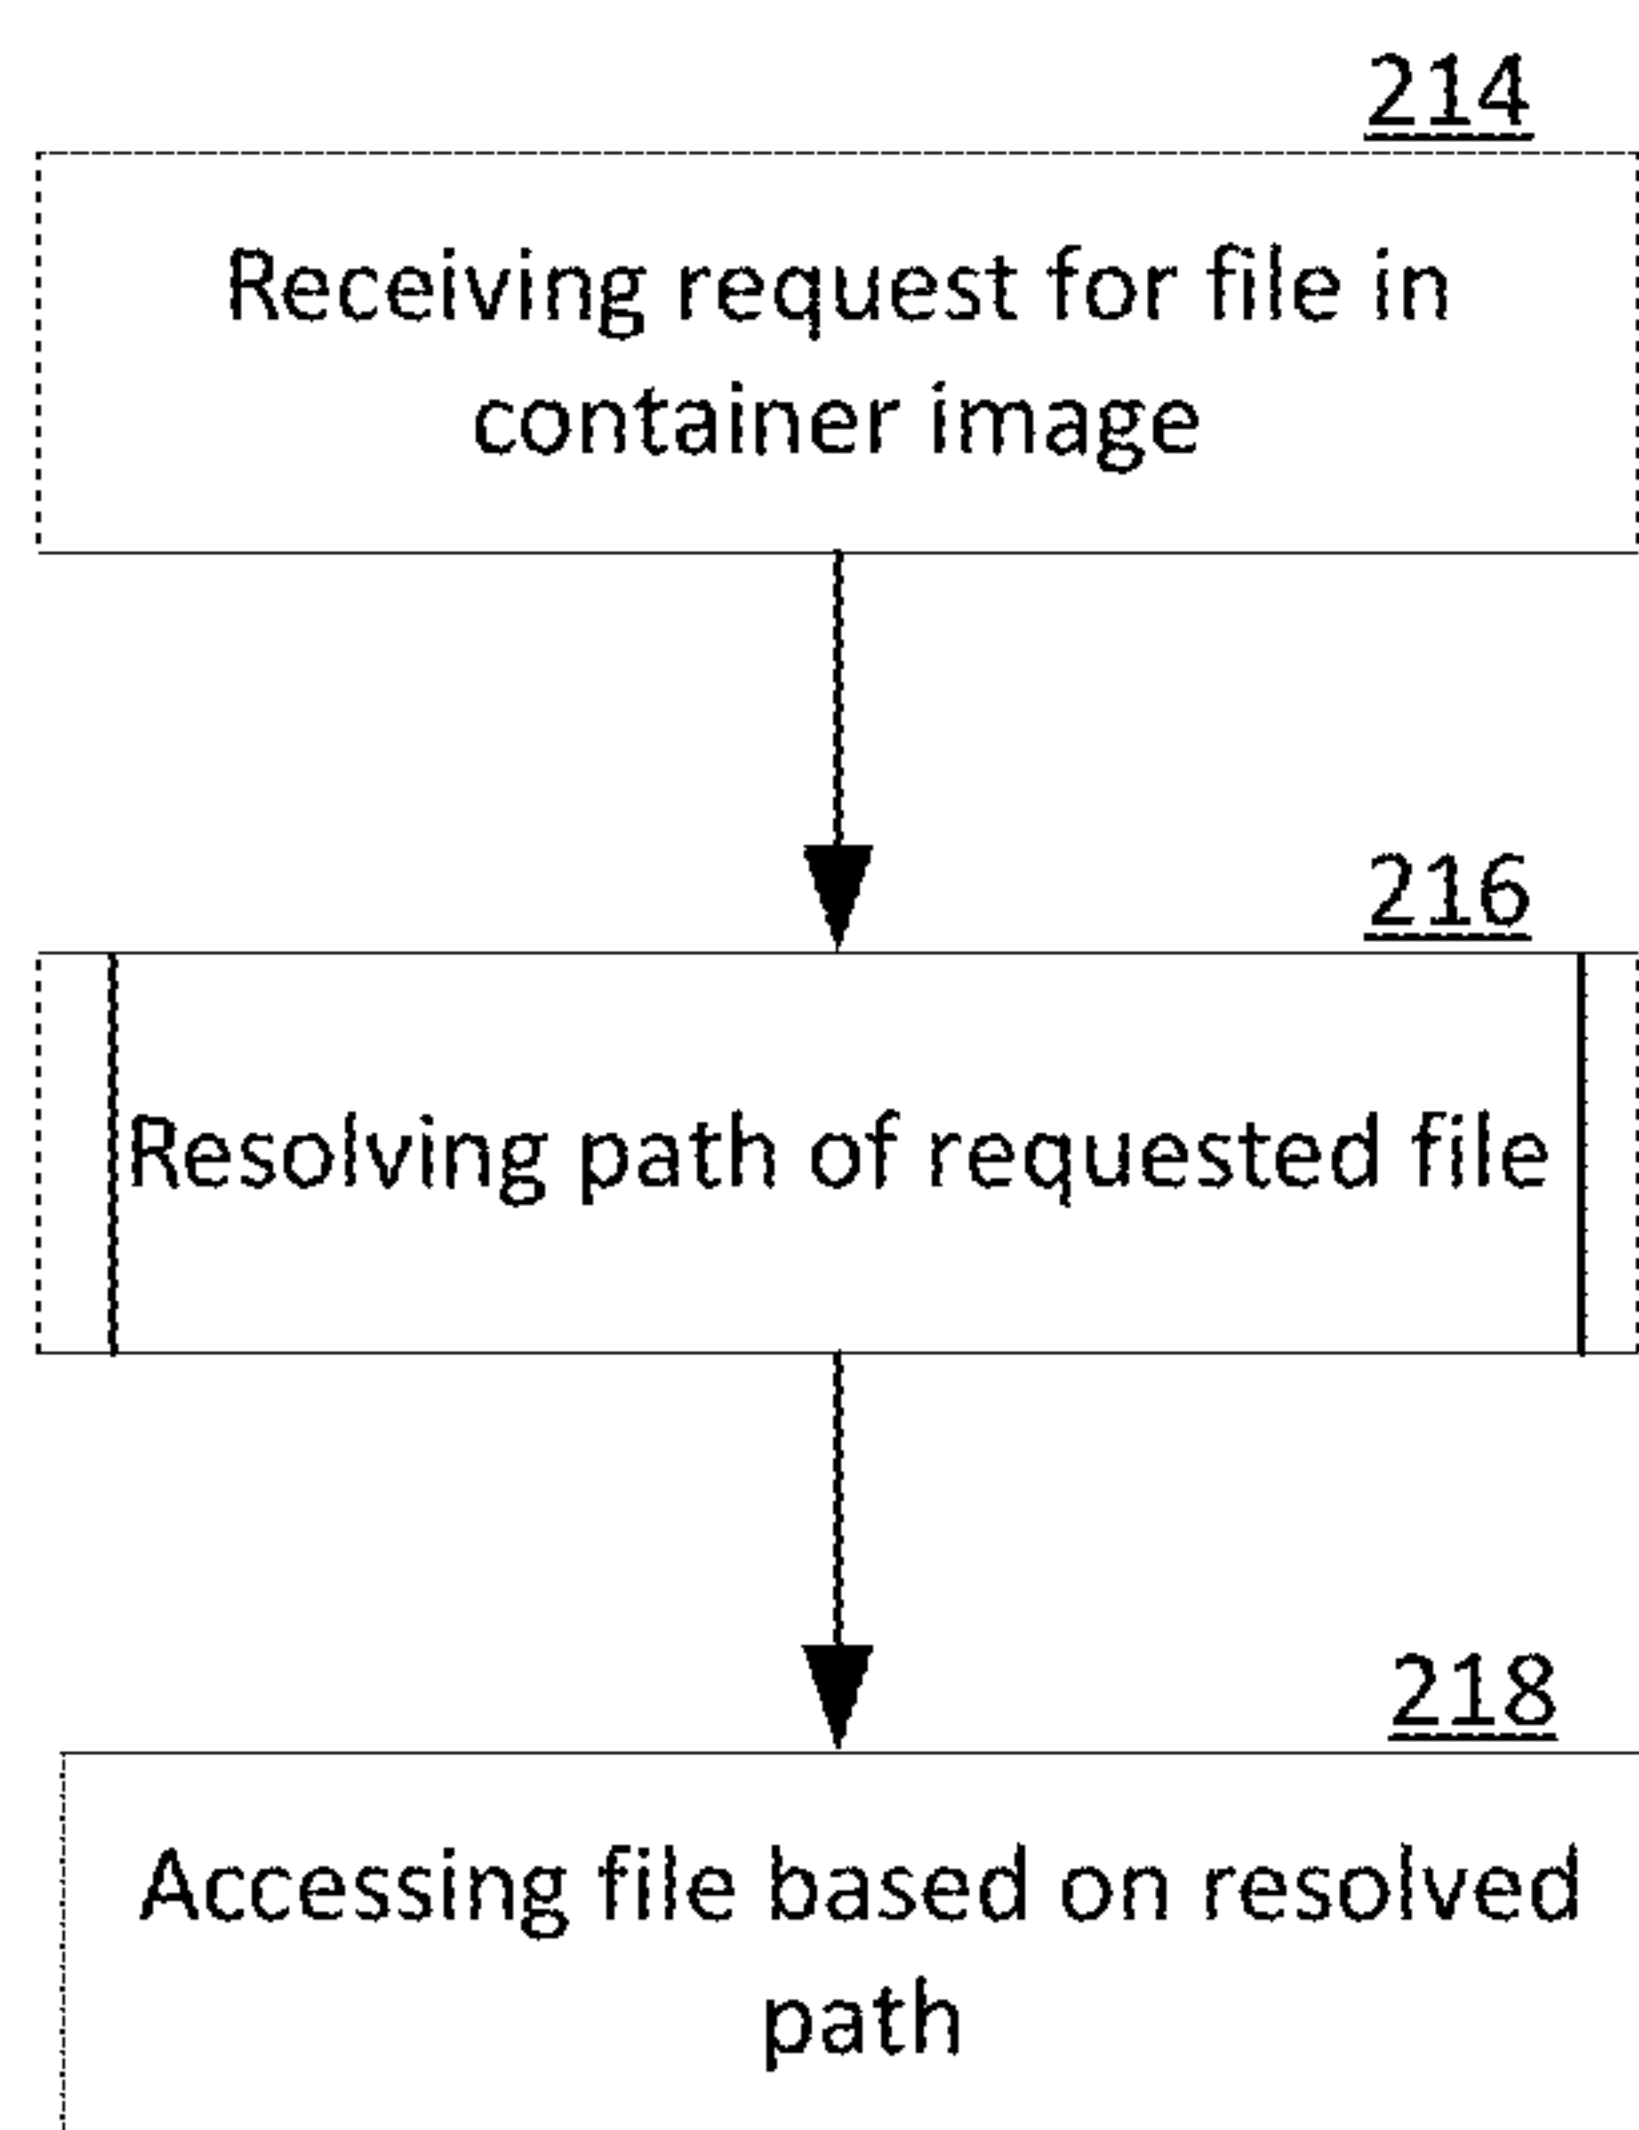 214
Receiving request for file in
container image
216
Resolving path of requested file
218
Accessing file based on resolved
path